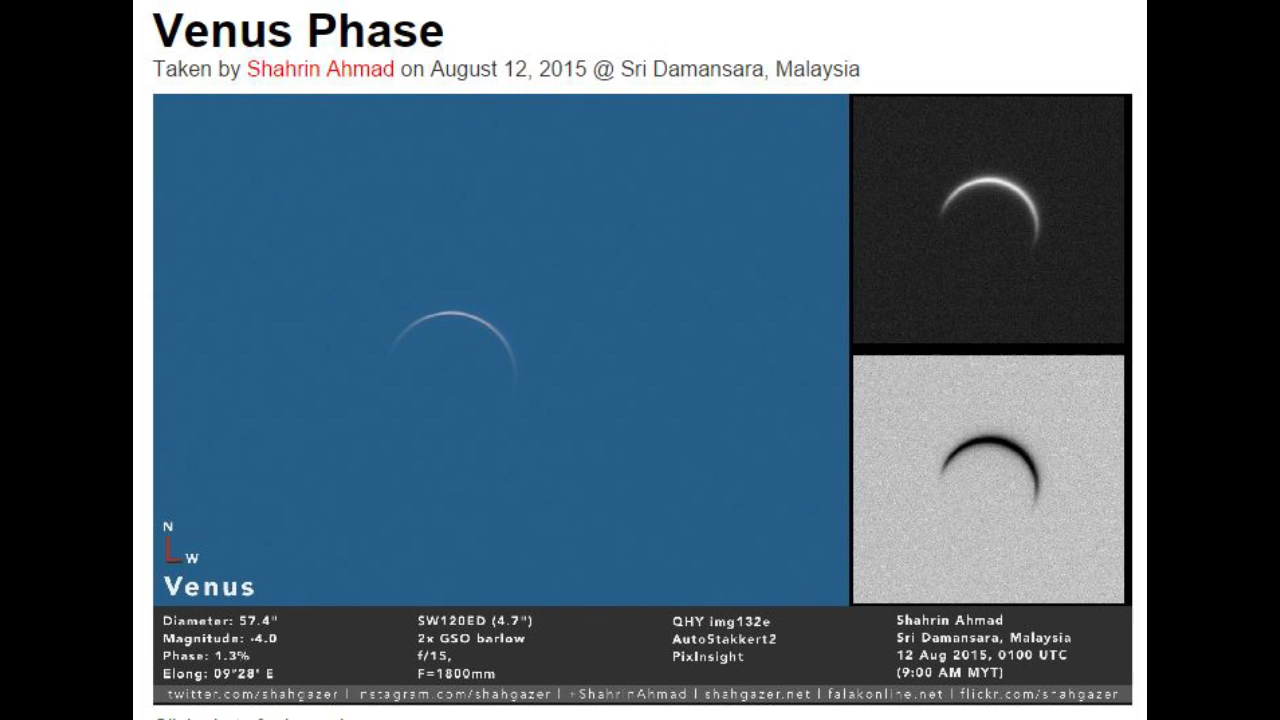 Venus Phase
Taken by Shahrin Ahmad on August 12, 2015 @ Sri Damansara, Malaysia
N
W
Venus
Diameter: 57.4"
Magnitude: -4.0
Phase: 1.3%
Elong: 09°28' E
SW120ED (4.7")
2x GSO barlow
f/15,
F=1800mm
QHY img132e
AutoStakkert2
PixInsight
Shahrin Ahmad
Sri Damansara, Malaysia
12 Aug 2015, 0100 UTC
(9:00 AM MYT)
twitter.com/shahgazer | instagram.com/shahgazer | +ShahrinAhmad | shahgazer.net | falakonline.net | flickr.com/shahgazer